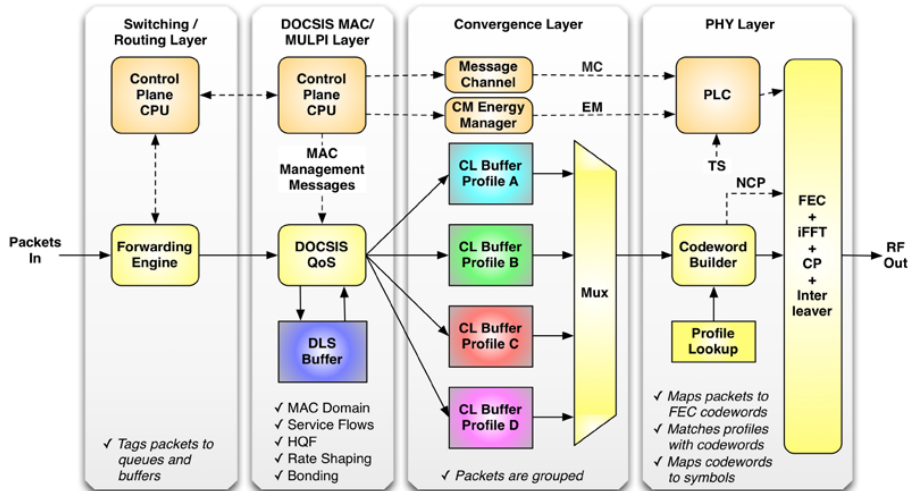 Switching /
Routing Layer
DOCSIS MAC/
MULPI Layer
Convergence Layer
PHY Layer
Control
Plane
CPU
Control
Plane
CPU
Message
Channel
MC
CM Energy
Manager
EM
PLC
MAC
Management
Messages
TS
NCP
CL Buffer
Profile A
Packets
In
Forwarding
Engine
DOCSIS
QoS
CL Buffer
Profile B
Mux
Codeword
Builder
FEC
+
iFFT
+
CP
+
Inter
leaver
RF
Out
DLS
Buffer
CL Buffer
Profile C
Profile
Lookup
CL Buffer
Profile D
✓ Tags packets to
queues and
buffers
✓ MAC Domain
✓ Service Flows
✓ HQF
✓ Rate Shaping
✓ Bonding
✓ Packets are grouped
✓ Maps packets to
FEC codewords
✓ Matches profiles
with codewords
✓ Maps codewords
to symbols